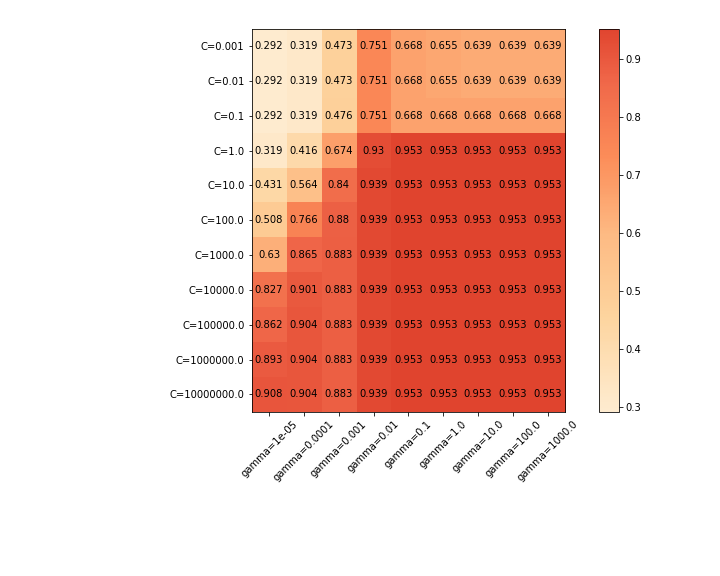 C=0.001 0.292 0.319 0.473 0.751 0.668 0.655 0.639 0.639 0.639
C=0.01 0.292 0.319 0.473 0.751 0.668 0.655 0.639 0.639 0.639
C=0.1 0.292 0.319 0.476 0.751 0.668 0.668 0.668 0.668 0.668
C=1.0 0.319 0.416 0.674 0.93 0.953 0.953 0.953 0.953 0.953
C=10.0 0.431 0.564 0.84 0.939 0.953 0.953 0.953 0.953 0.953
C=100.0 0.508 0.766 0.88 0.939 0.953 0.953 0.953 0.953 0.953
C=1000.0 0.63 0.865 0.883 0.939 0.953 0.953 0.953 0.953 0.953
C=10000.0 0.827 0.901 0.883 0.939 0.953 0.953 0.953 0.953 0.953
C=100000.0 0.862 0.904 0.883 0.939 0.953 0.953 0.953 0.953 0.953
C=1000000.0 0.893 0.904 0.883 0.939 0.953 0.953 0.953 0.953 0.953
C=10000000.0 0.908 0.904 0.883 0.939 0.953 0.953 0.953 0.953 0.953
gamma=1e-05 gamma=0.0001 gamma=0.001 gamma=0.01 gamma=0.1 gamma=1.0 gamma=10.0 gamma=100.0 gamma=1000.0
0.9
0.8
0.7
0.6
0.5
0.4
0.3